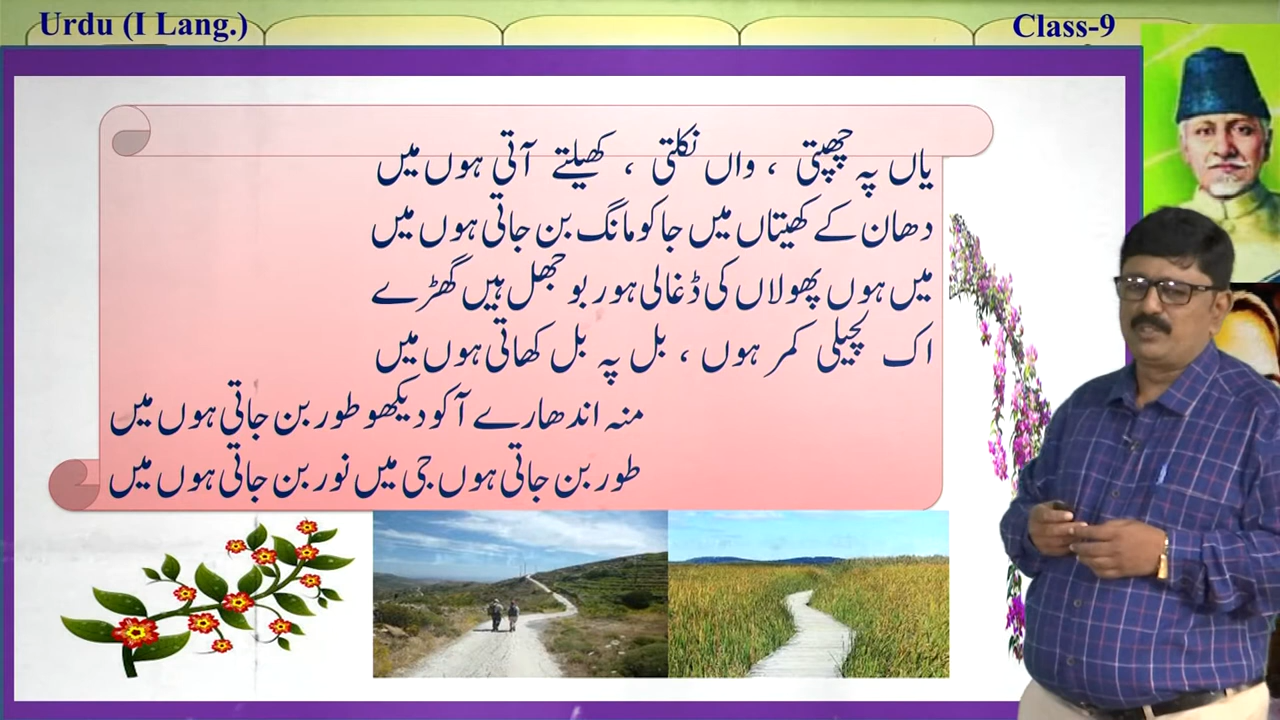 Urdu (I Lang.)
Class-9
یاں پہ چھپتی ، واں نکلتی ، کھیلتے آتی ہوں میں
دھان کے کھیتاں میں جا کو مانگ بن جاتی ہوں میں
میں ہوں پھولاں کی ڈغالی ہور بو جھل ہیں گھڑے
اک لچیلی کمر ہوں ، بل پہ بل کھاتی ہوں میں
منہ اندھارے آ کو دیکھو طور بن جاتی ہوں میں
طور بن جاتی ہوں جی میں نور بن جاتی ہوں میں